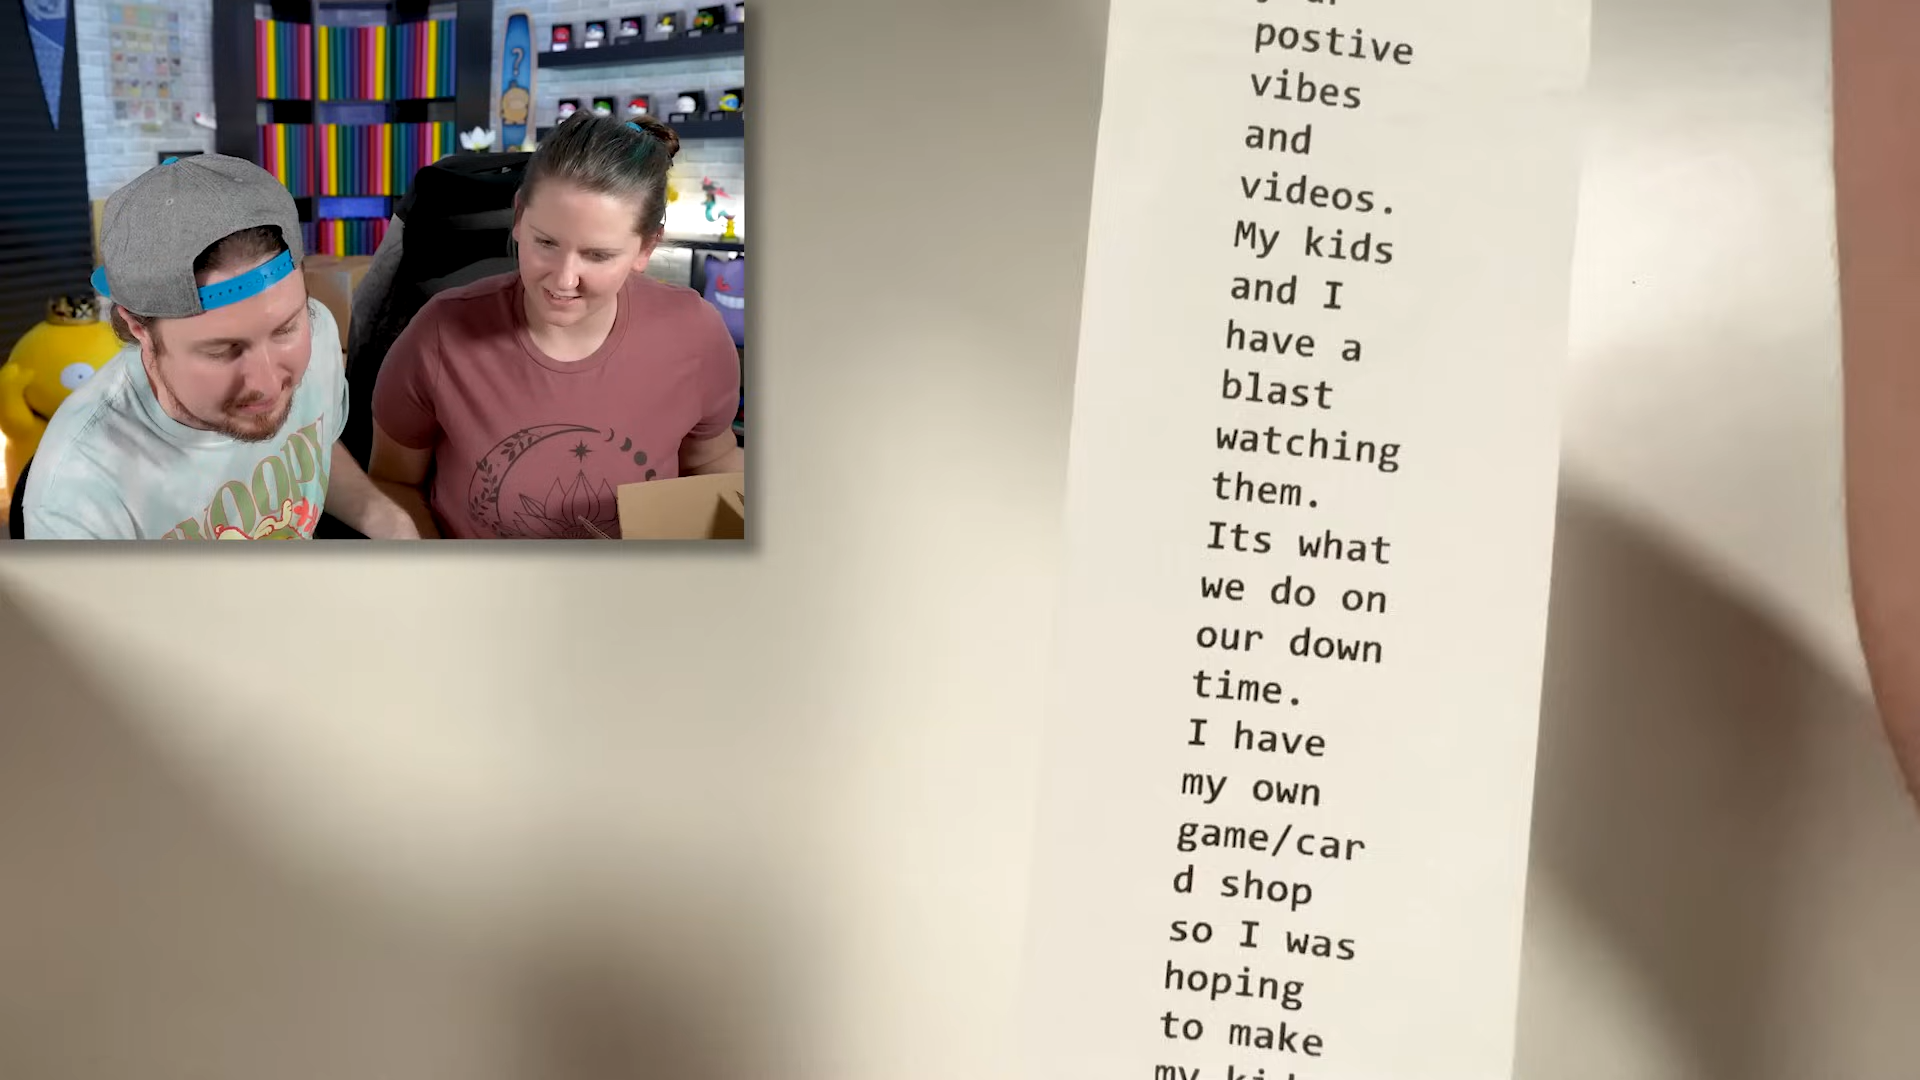 postive
vibes
and
videos.
My kids
and I
have a
blast
watching
them.
Its what
we do on
our down
time.
I have
my own
game/car
d shop
so I was
hoping
to make
my
?